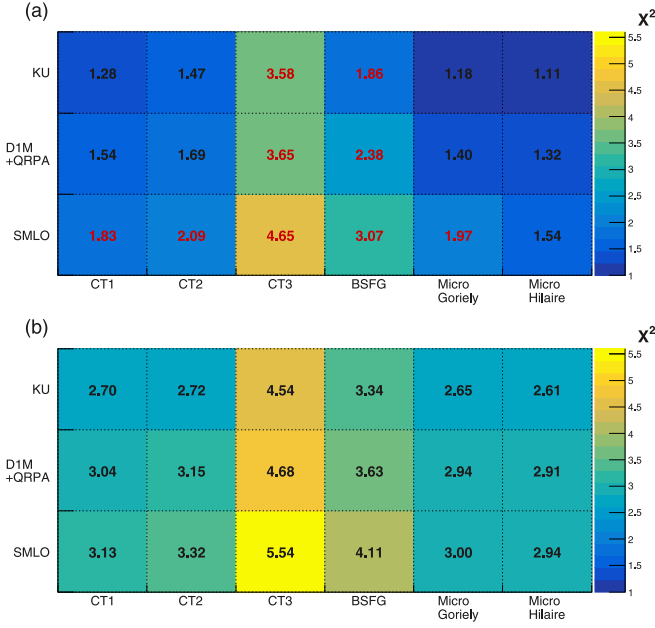 (a)
X²
KU 1.28 1.47 3.58 1.86 1.18 1.11
D1M
+QRPA 1.54 1.69 3.65 2.38 1.40 1.32
SMLO 1.83 2.09 4.65 3.07 1.97 1.54
CT1 CT2 CT3 BSFG Micro Goriely Micro Hilaire
5.5
5
4.5
4
3.5
3
2.5
2
1.5
1
(b)
X²
KU 2.70 2.72 4.54 3.34 2.65 2.61
D1M
+QRPA 3.04 3.15 4.68 3.63 2.94 2.91
SMLO 3.13 3.32 5.54 4.11 3.00 2.94
CT1 CT2 CT3 BSFG Micro Goriely Micro Hilaire
5.5
5
4.5
4
3.5
3
2.5
2
1.5
1